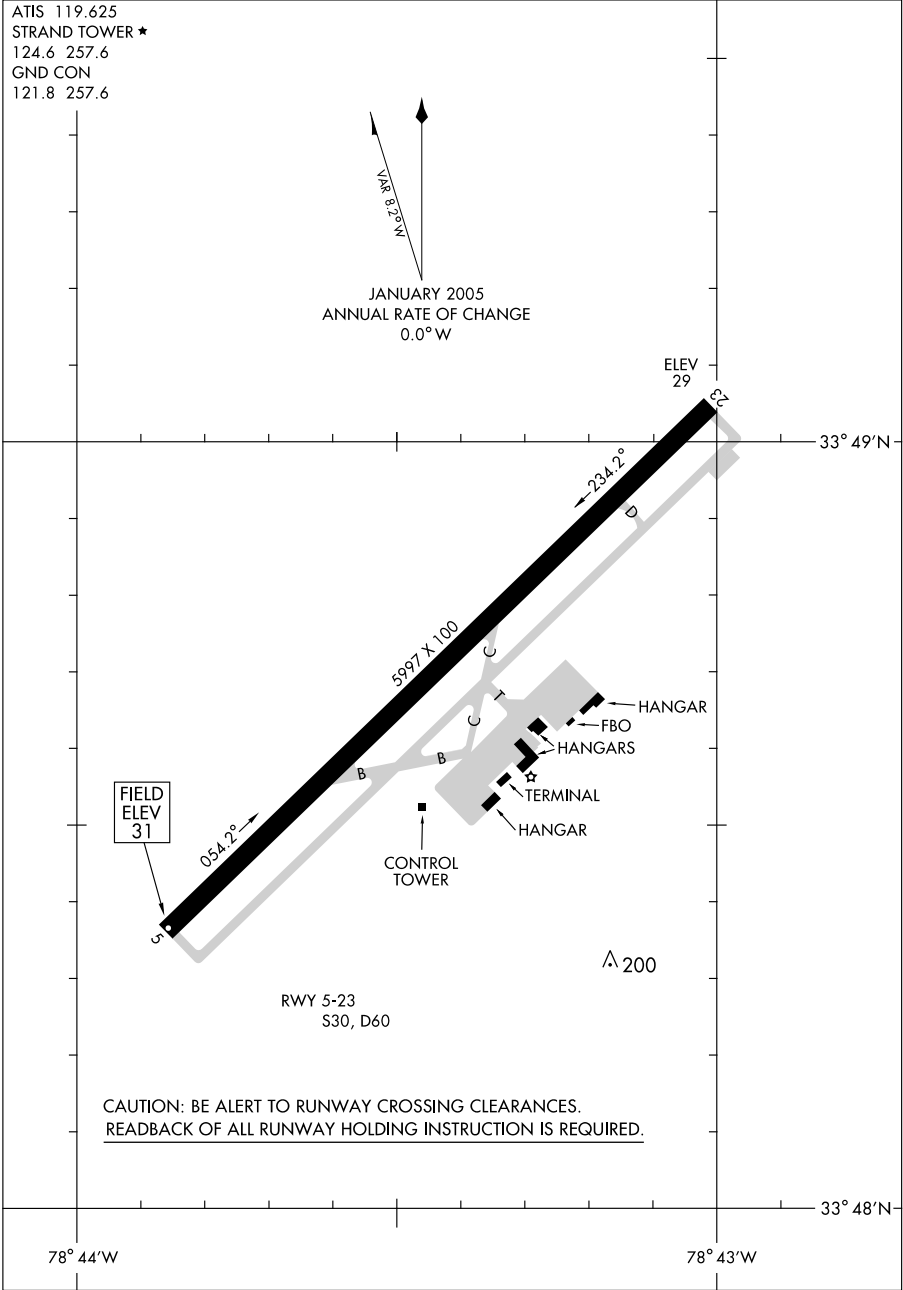 ATIS 119.625
STRAND TOWER ★
124.6 257.6
GND CON
121.8 257.6
VAR 8.2° W
JANUARY 2005
ANNUAL RATE OF CHANGE
0.0° W
ELEV
29
23
33° 49'N
234.2°
D
5997 X 100
C
T
C
HANGAR
FBO
HANGARS
B
B
TERMINAL
HANGAR
FIELD
ELEV
31
054.2°
CONTROL
TOWER
5
200
RWY 5-23
S30, D60
CAUTION: BE ALERT TO RUNWAY CROSSING CLEARANCES.
READBACK OF ALL RUNWAY HOLDING INSTRUCTION IS REQUIRED.
33° 48'N
78° 44'W
78° 43'W